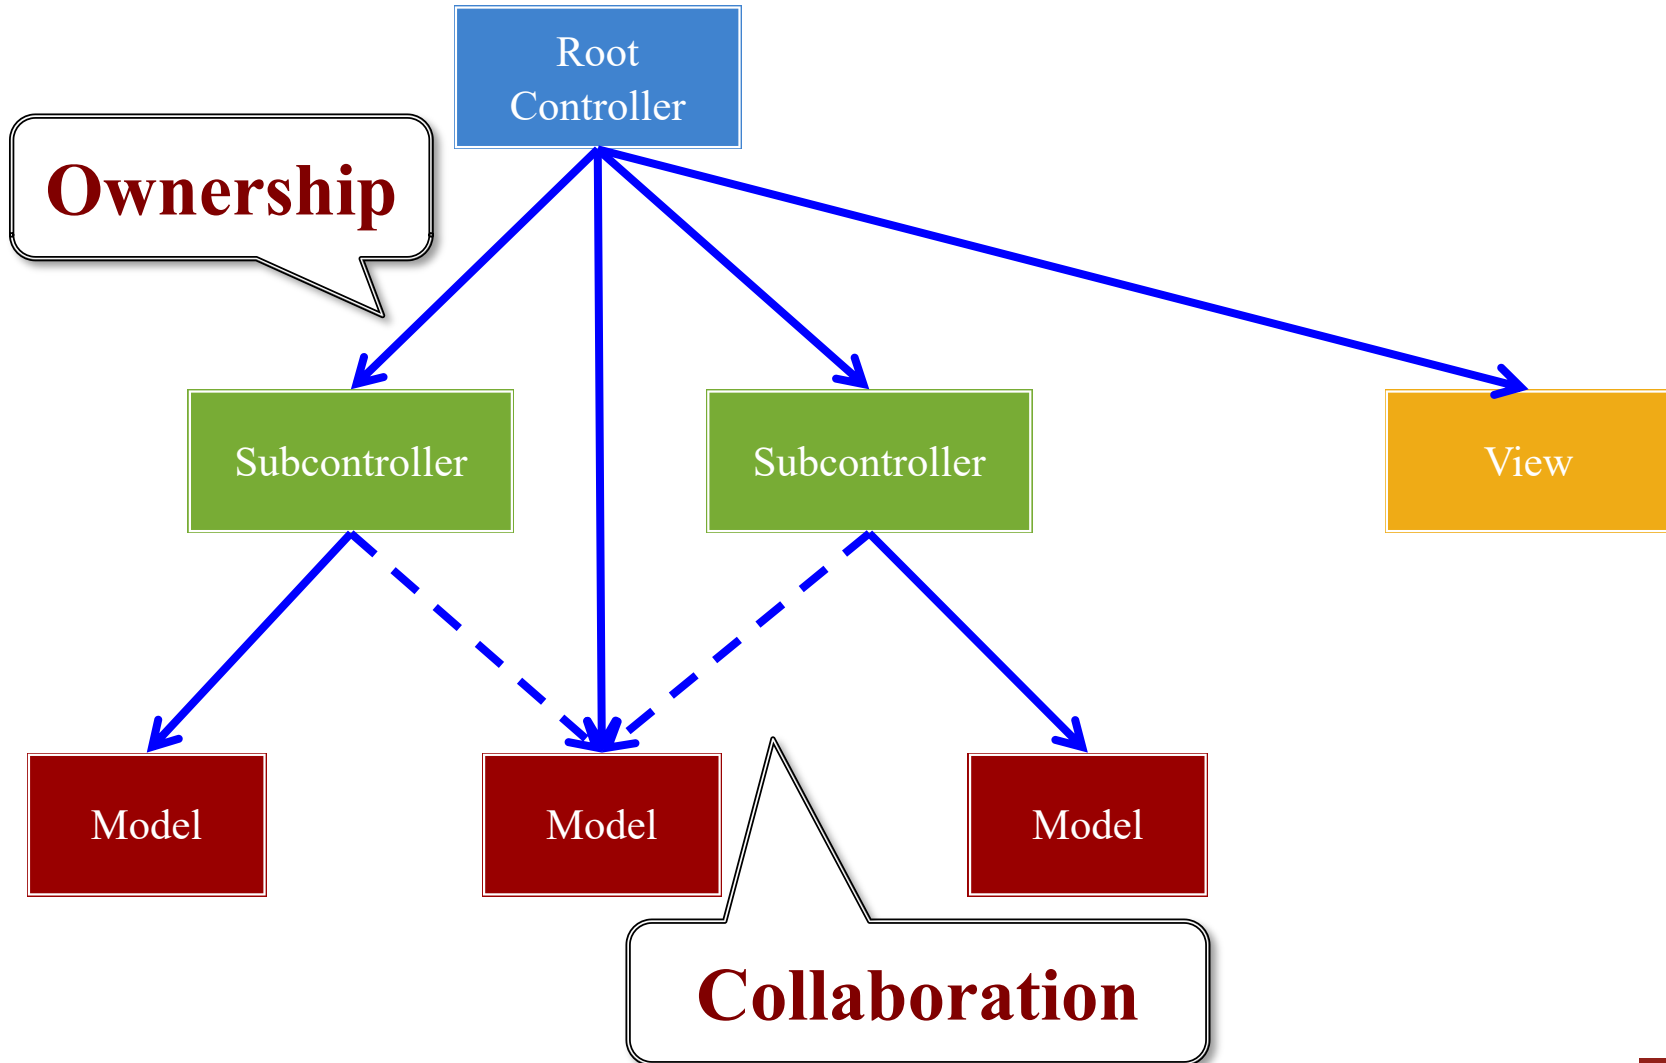 Root
Controller
Ownership
Subcontroller
Subcontroller
View
Model
Model
Model
Collaboration